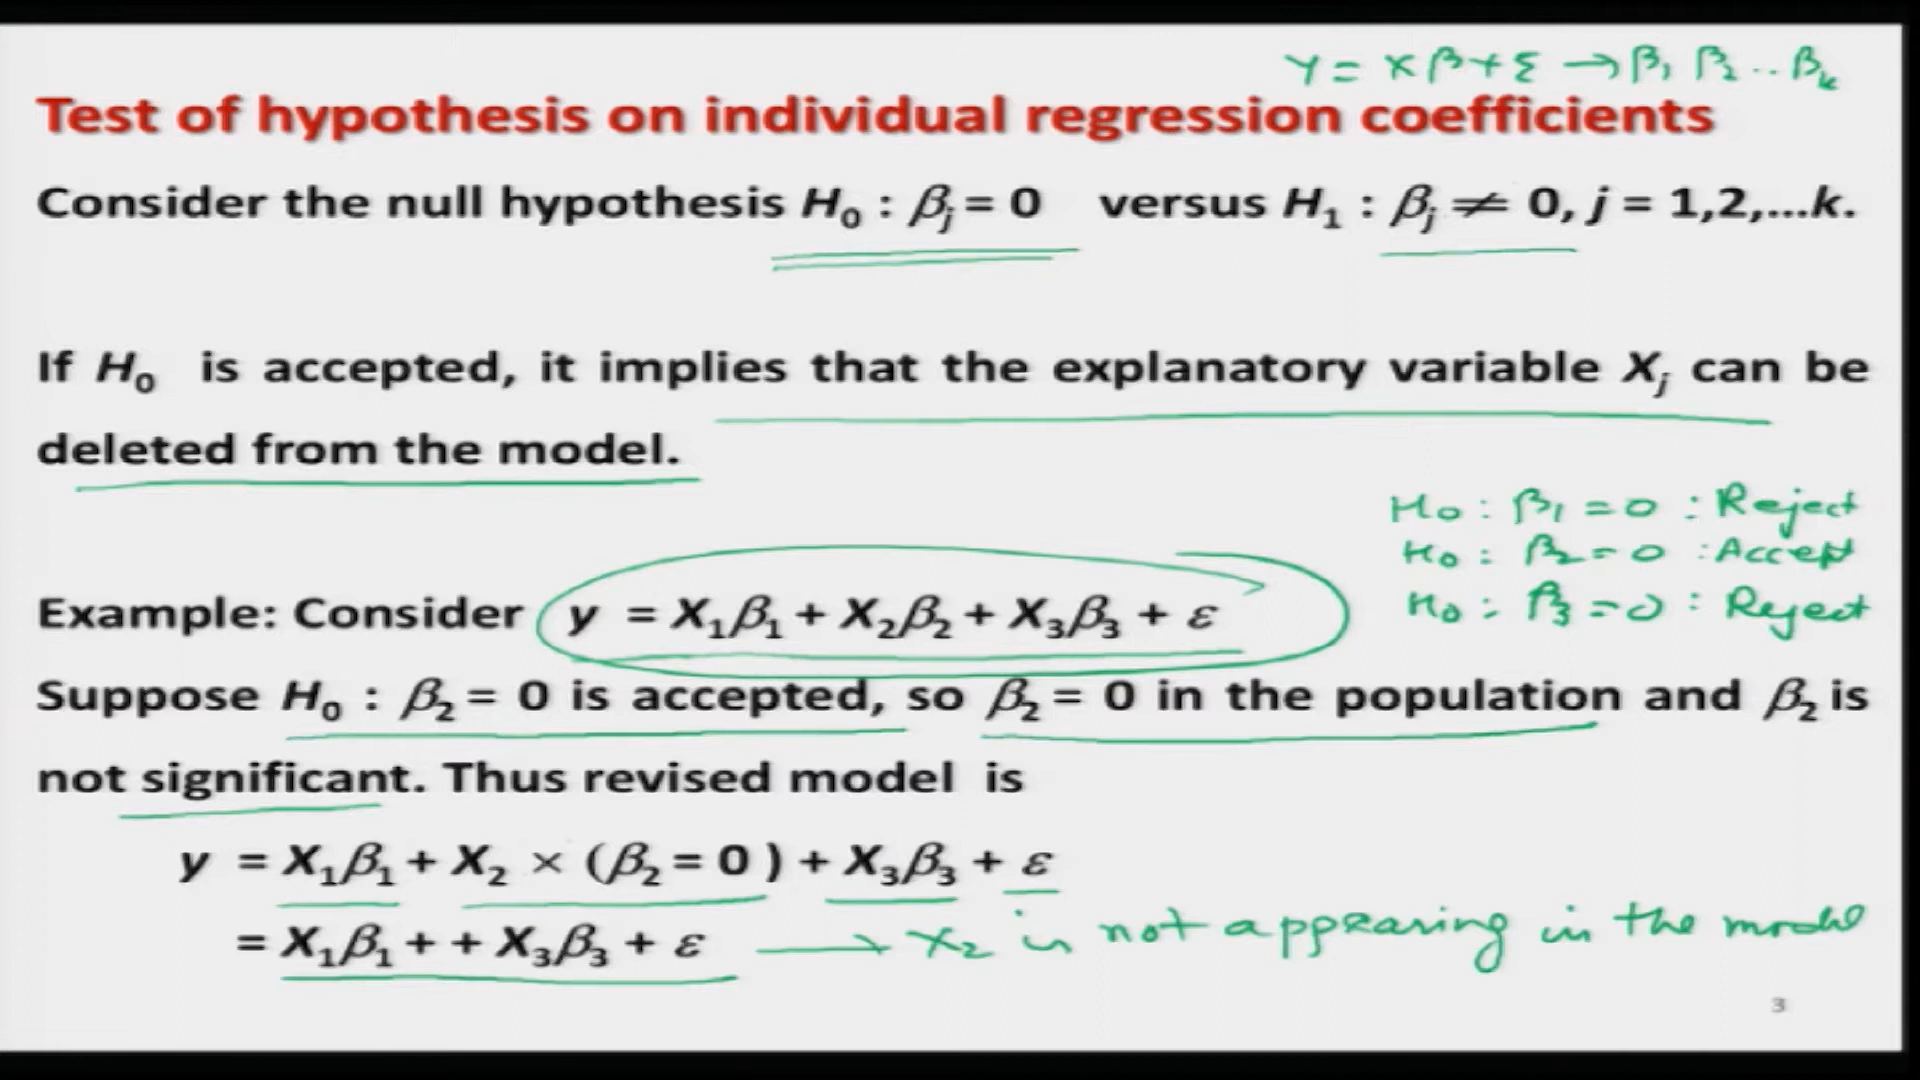 Y = Xβ + ε → β₁ β₂ .. βₖ
Test of hypothesis on individual regression coefficients
Consider the null hypothesis H₀ : βⱼ = 0 versus H₁ : βⱼ ≠ 0, j = 1,2,...k.
If H₀ is accepted, it implies that the explanatory variable Xⱼ can be
deleted from the model.
H₀ : β₁ = 0 : Reject
H₀ : β₂ = 0 : Accept
H₀ : β₃ = 0 : Reject
Example: Consider y = X₁β₁ + X₂β₂ + X₃β₃ + ε
Suppose H₀ : β₂ = 0 is accepted, so β₂ = 0 in the population and β₂ is
not significant. Thus revised model is
y = X₁β₁ + X₂ × (β₂ = 0 ) + X₃β₃ + ε
= X₁β₁ + + X₃β₃ + ε → X₂ is not appearing in the model
3